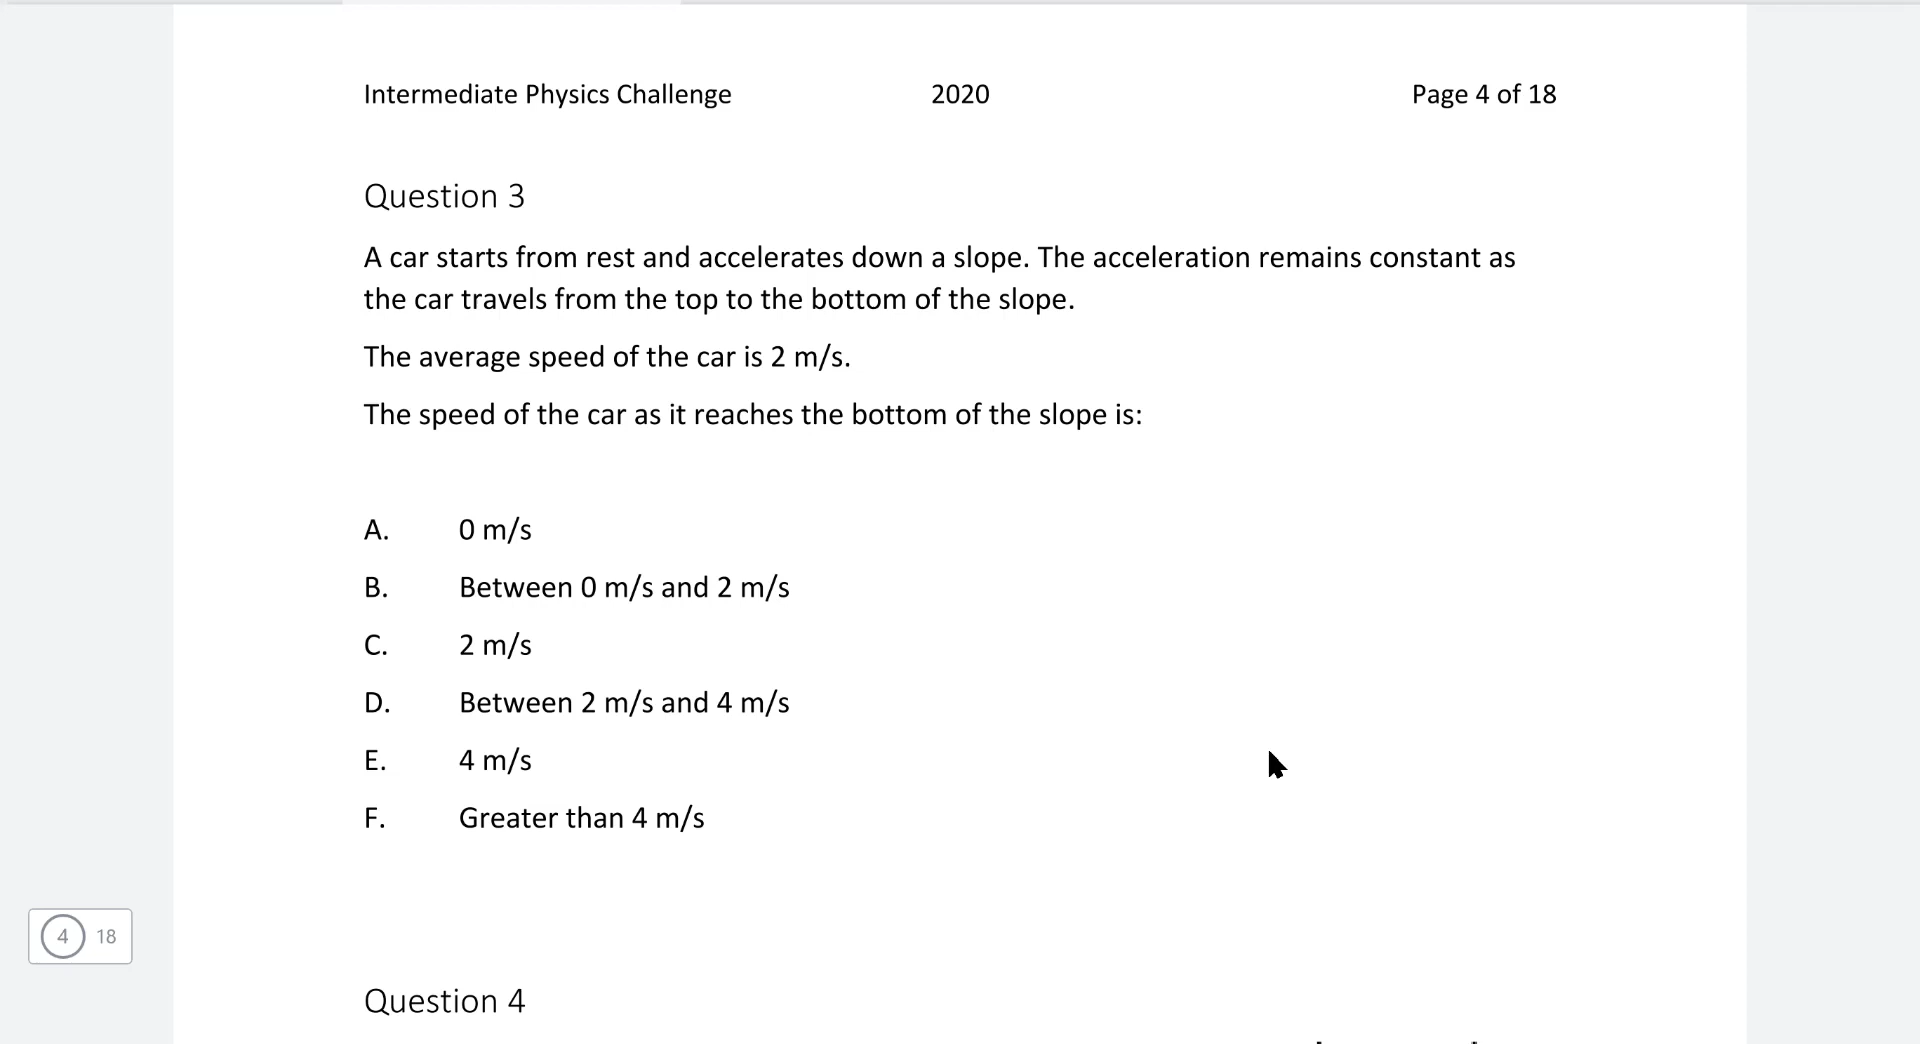 Intermediate Physics Challenge 2020 Page 4 of 18
Question 3
A car starts from rest and accelerates down a slope. The acceleration remains constant as
the car travels from the top to the bottom of the slope.
The average speed of the car is 2 m/s.
The speed of the car as it reaches the bottom of the slope is:
A. 0 m/s
B. Between 0 m/s and 2 m/s
C. 2 m/s
D. Between 2 m/s and 4 m/s
E. 4 m/s
F. Greater than 4 m/s
4 18
Question 4